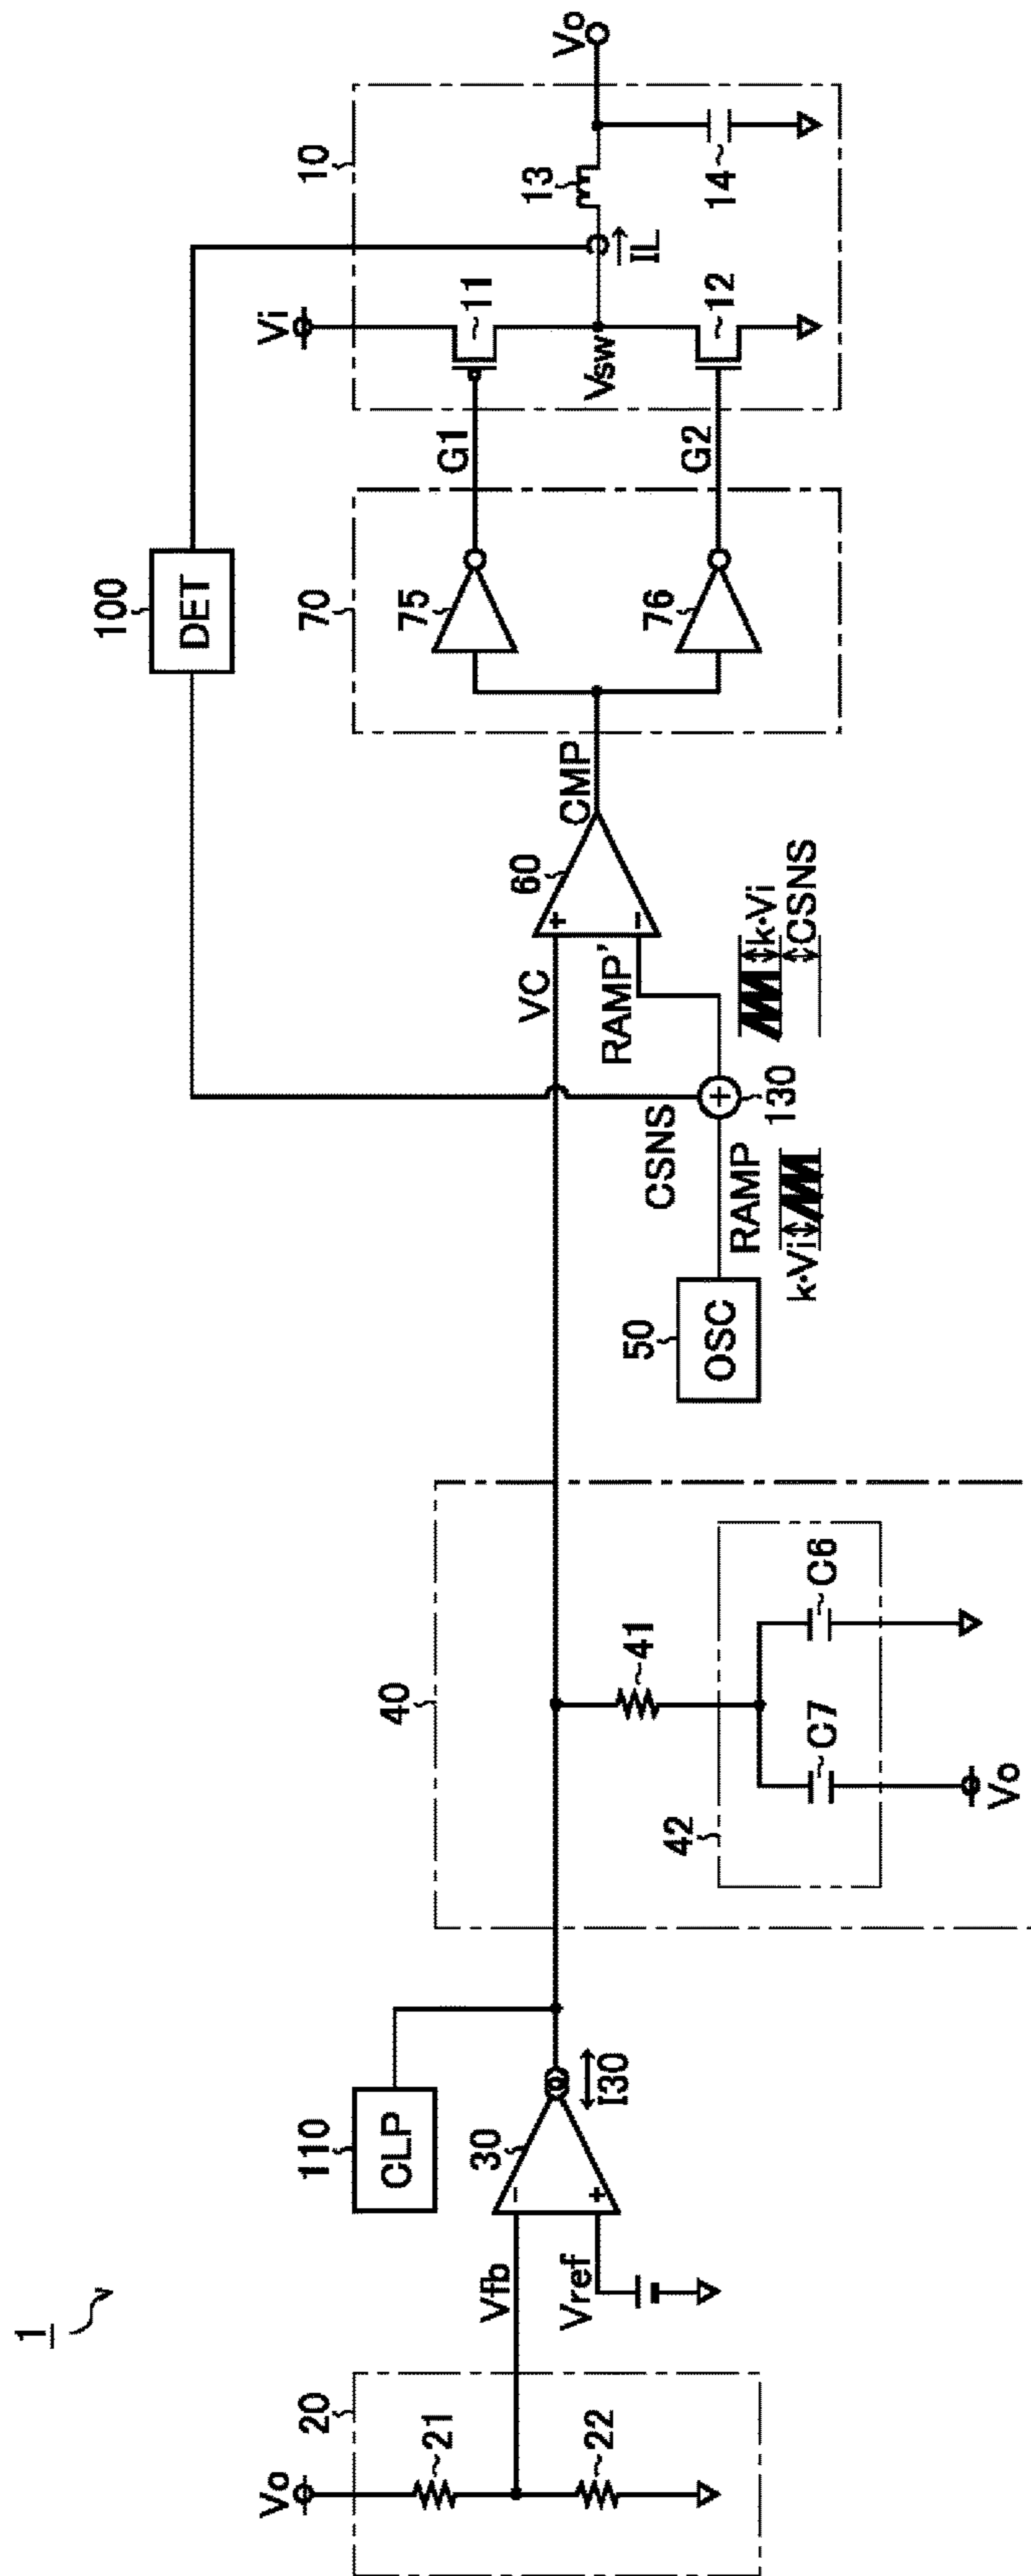 1
Vo
20
21
22
Vfb
Vref
110
CLP
30
-
+
I30
40
41
42
C7
C6
Vo
50
OSC
RAMP
k·Vi
CSNS
+
130
VC
RAMP’
k·Vi
CSNS
60
+
-
CMP
100
DET
70
75
76
G1
G2
10
Vi
11
Vsw
12
IL
13
14
Vo